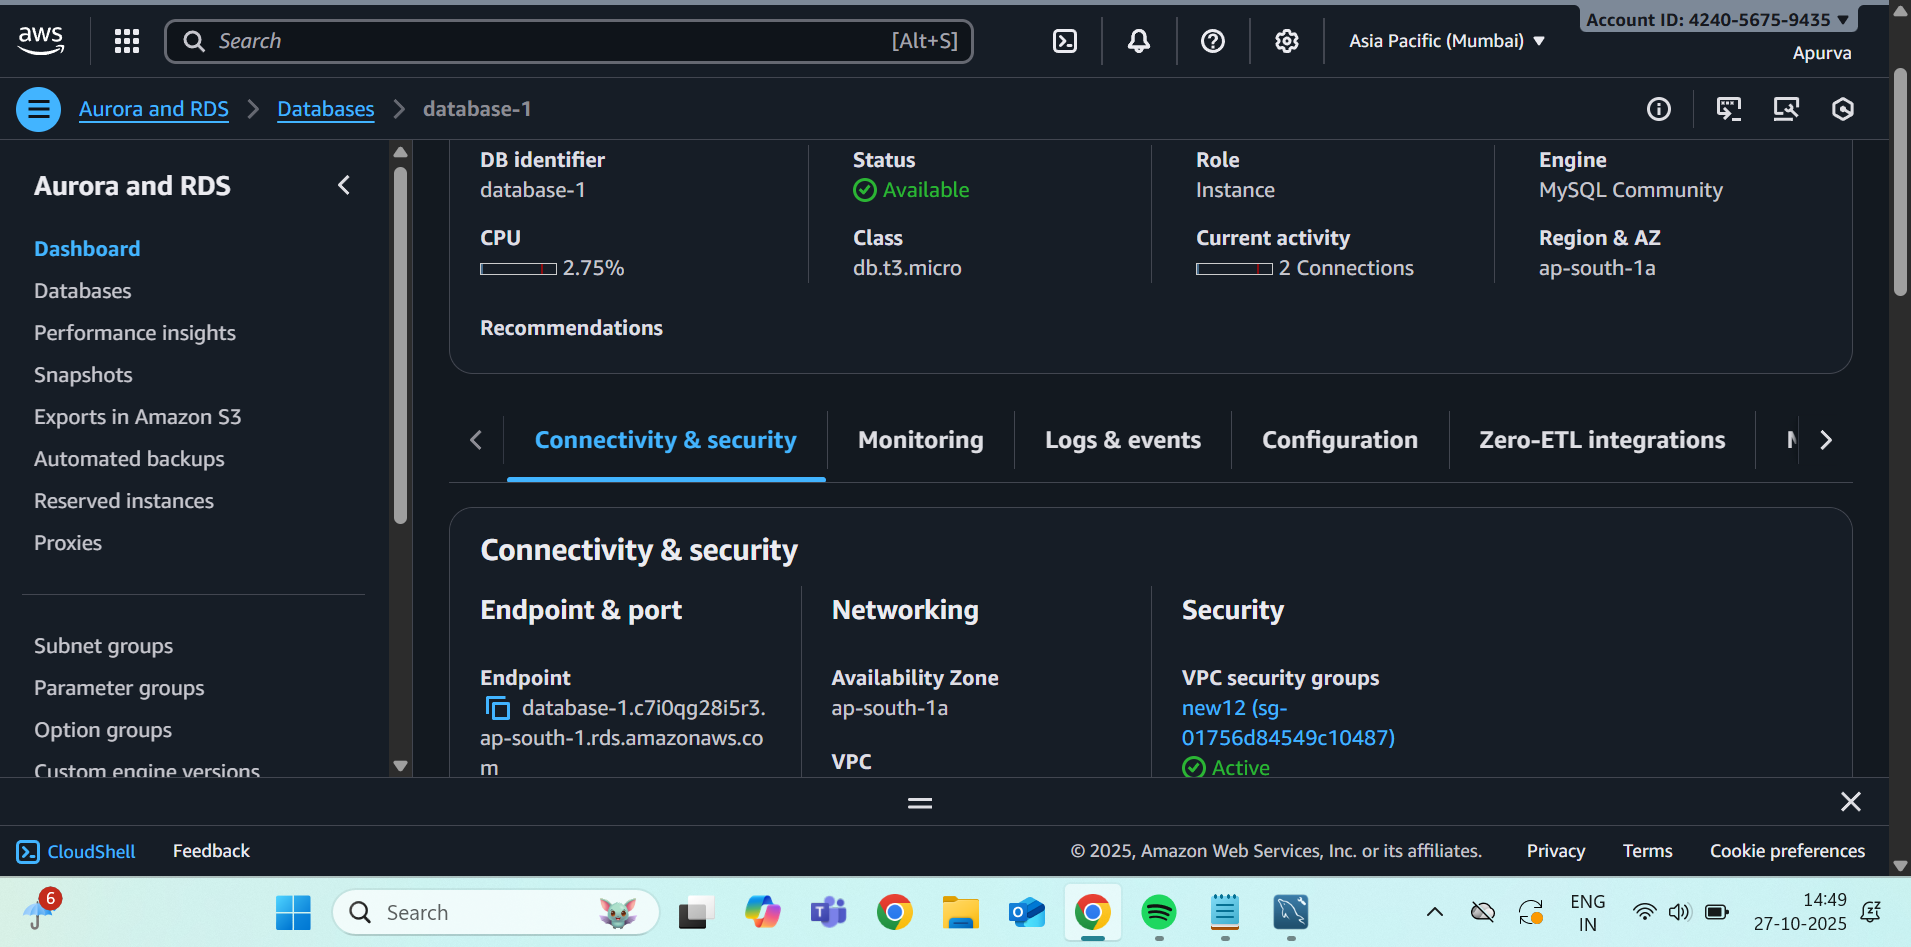 Account ID: 4240-5675-9435
aws
Search
[Alt+S]
Asia Pacific (Mumbai)
Apurva
Aurora and RDS
Databases
database-1
Aurora and RDS
Dashboard
Databases
Performance insights
Snapshots
Exports in Amazon S3
Automated backups
Reserved instances
Proxies
Subnet groups
Parameter groups
Option groups
Custom engine versions
DB identifier
database-1
Status
Available
Role
Instance
Engine
MySQL Community
CPU
2.75%
Class
db.t3.micro
Current activity
2 Connections
Region & AZ
ap-south-1a
Recommendations
Connectivity & security
Monitoring
Logs & events
Configuration
Zero-ETL integrations
Connectivity & security
Endpoint & port
Endpoint
database-1.c7i0qg28i5r3.
ap-south-1.rds.amazonaws.co
m
Networking
Availability Zone
ap-south-1a
VPC
Security
VPC security groups
new12 (sg-
01756d84549c10487)
Active
CloudShell
Feedback
© 2025, Amazon Web Services, Inc. or its affiliates.
Privacy
Terms
Cookie preferences
6
Search
ENG
IN
14:49
27-10-2025